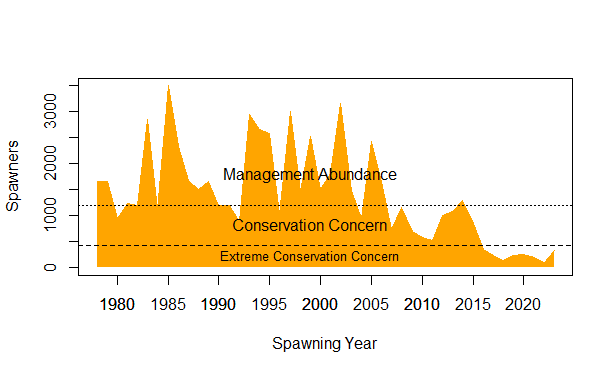 Spawners
3000
2000
1000
0
Management Abundance
Conservation Concern
Extreme Conservation Concern
1980 1985 1990 1995 2000 2005 2010 2015 2020
Spawning Year